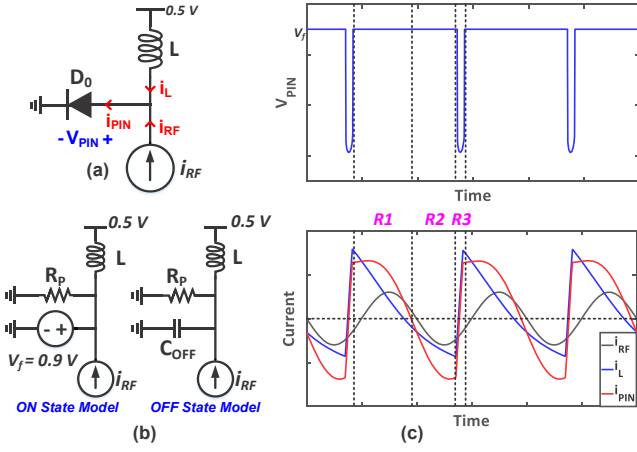 0.5 V
L
D0
iL
iPIN
iRF
- VPIN +
(a)
iRF
0.5 V
0.5 V
L
L
RP
RP
- +
COFF
Vf = 0.9 V
iRF
iRF
ON State Model
OFF State Model
(b)
Vf
VPIN
Time
R1 R2 R3
Current
iRF
iL
iPIN
Time
(c)